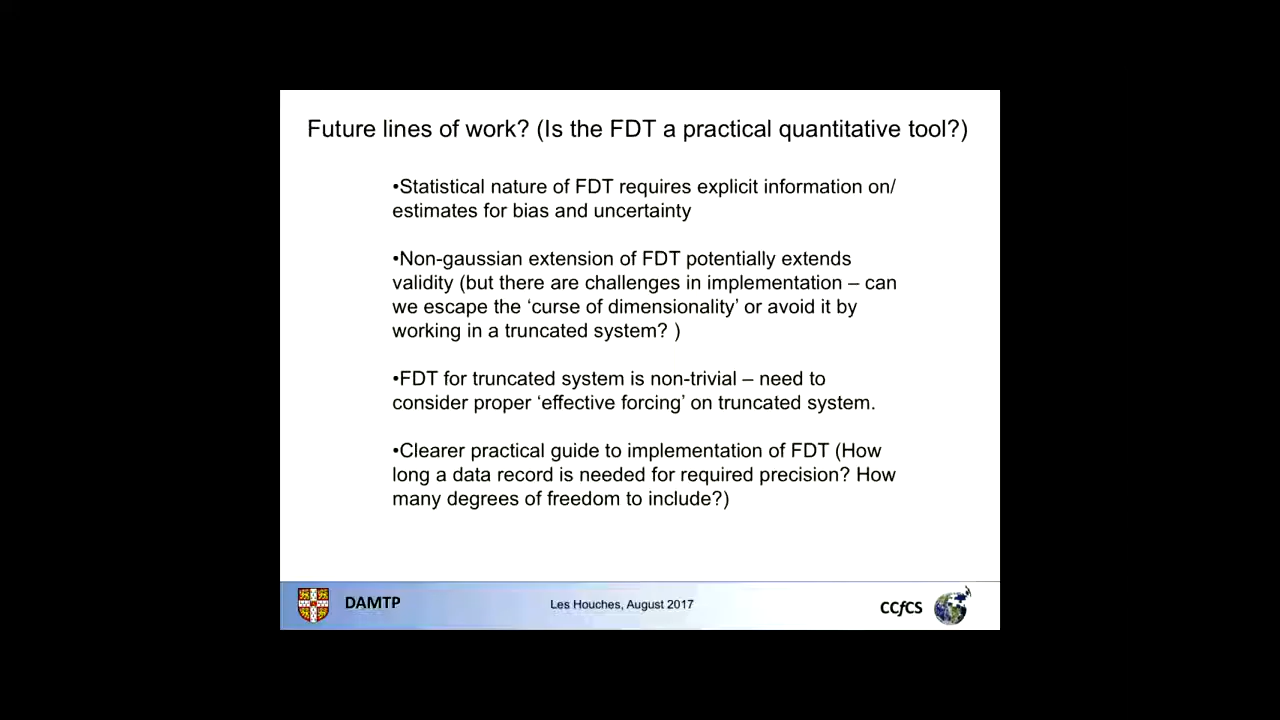 Future lines of work? (Is the FDT a practical quantitative tool?)
•Statistical nature of FDT requires explicit information on/
estimates for bias and uncertainty
•Non-gaussian extension of FDT potentially extends
validity (but there are challenges in implementation – can
we escape the ‘curse of dimensionality’ or avoid it by
working in a truncated system? )
•FDT for truncated system is non-trivial – need to
consider proper ‘effective forcing’ on truncated system.
•Clearer practical guide to implementation of FDT (How
long a data record is needed for required precision? How
many degrees of freedom to include?)
DAMTP
Les Houches, August 2017
CCfCS